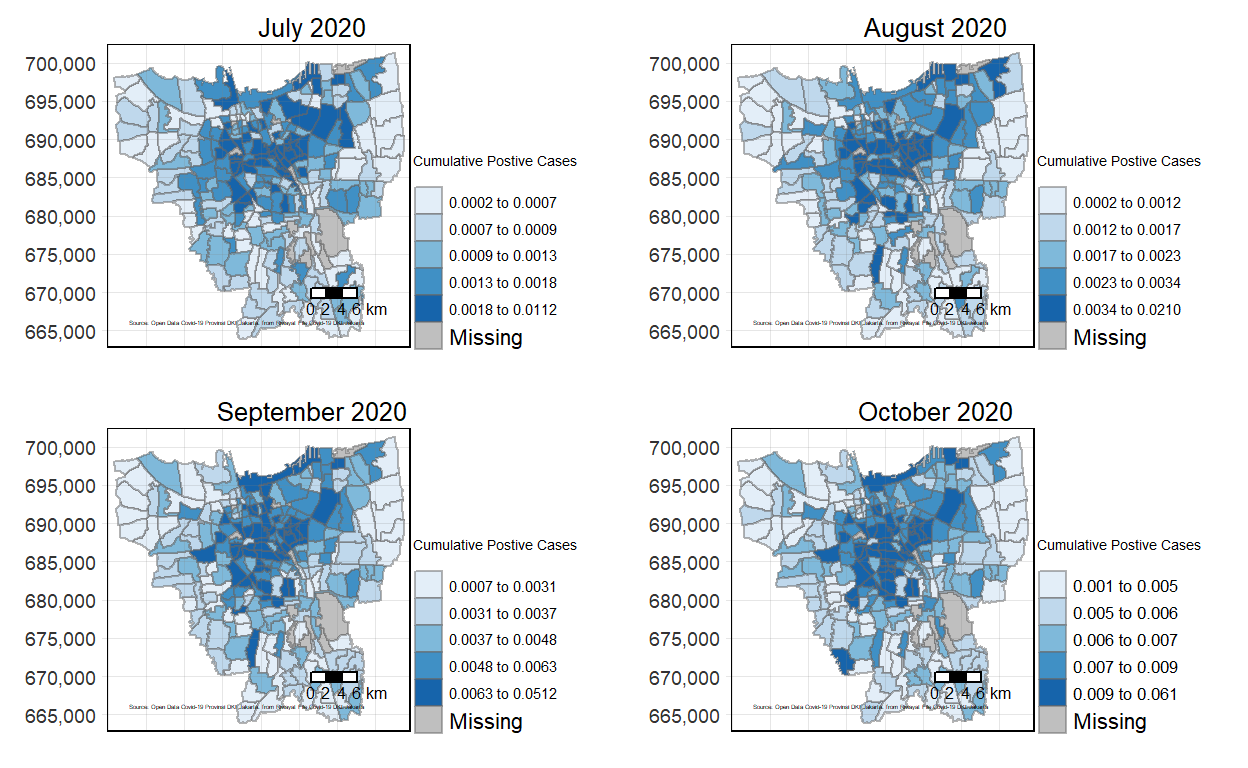 July 2020
700,000
695,000
690,000
685,000
680,000
675,000
670,000
665,000
0 2 4 6 km
Source. Open Data Covid-19 Provinsi DKI Jakarta. from Riwayat File Covid-19 DKI Jakarta
Cumulative Postive Cases
0.0002 to 0.0007
0.0007 to 0.0009
0.0009 to 0.0013
0.0013 to 0.0018
0.0018 to 0.0112
Missing
August 2020
700,000
695,000
690,000
685,000
680,000
675,000
670,000
665,000
0 2 4 6 km
Source. Open Data Covid-19 Provinsi DKI Jakarta. from Riwayat File Covid-19 DKI Jakarta
Cumulative Postive Cases
0.0002 to 0.0012
0.0012 to 0.0017
0.0017 to 0.0023
0.0023 to 0.0034
0.0034 to 0.0210
Missing
September 2020
700,000
695,000
690,000
685,000
680,000
675,000
670,000
665,000
0 2 4 6 km
Source. Open Data Covid-19 Provinsi DKI Jakarta. from Riwayat File Covid-19 DKI Jakarta
Cumulative Postive Cases
0.0007 to 0.0031
0.0031 to 0.0037
0.0037 to 0.0048
0.0048 to 0.0063
0.0063 to 0.0512
Missing
October 2020
700,000
695,000
690,000
685,000
680,000
675,000
670,000
665,000
0 2 4 6 km
Source. Open Data Covid-19 Provinsi DKI Jakarta. from Riwayat File Covid-19 DKI Jakarta
Cumulative Postive Cases
0.001 to 0.005
0.005 to 0.006
0.006 to 0.007
0.007 to 0.009
0.009 to 0.061
Missing